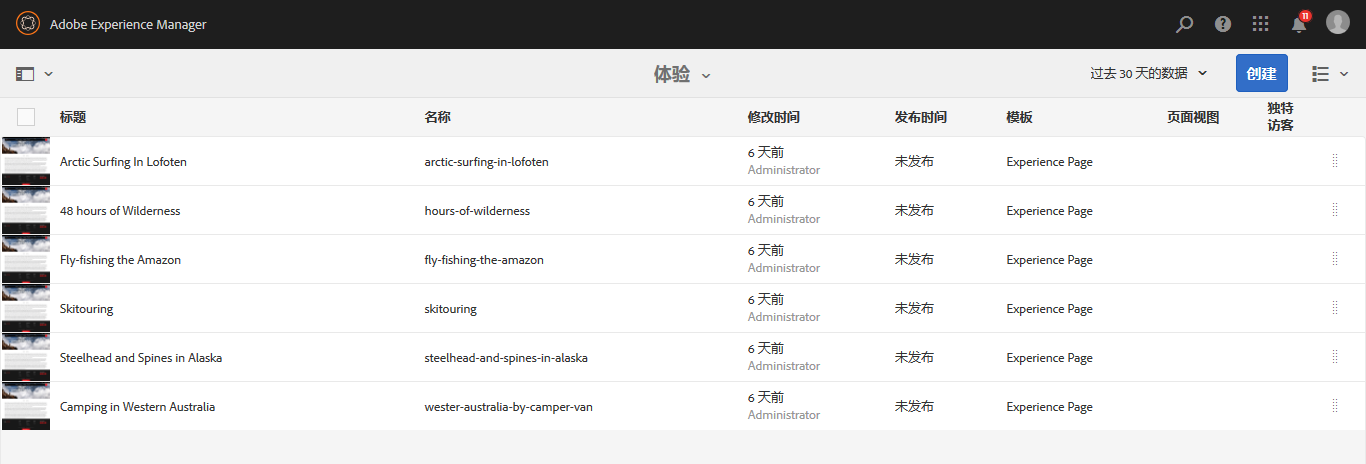 Adobe Experience Manager
11
体验
过去 30 天的数据
创建
标题 名称 修改时间 发布时间 模板 页面视图 独特
访客
Arctic Surfing In Lofoten arctic-surfing-in-lofoten 6 天前 未发布 Experience Page
Administrator
48 hours of Wilderness hours-of-wilderness 6 天前 未发布 Experience Page
Administrator
Fly-fishing the Amazon fly-fishing-the-amazon 6 天前 未发布 Experience Page
Administrator
Skitouring skitouring 6 天前 未发布 Experience Page
Administrator
Steelhead and Spines in Alaska steelhead-and-spines-in-alaska 6 天前 未发布 Experience Page
Administrator
Camping in Western Australia wester-australia-by-camper-van 6 天前 未发布 Experience Page
Administrator